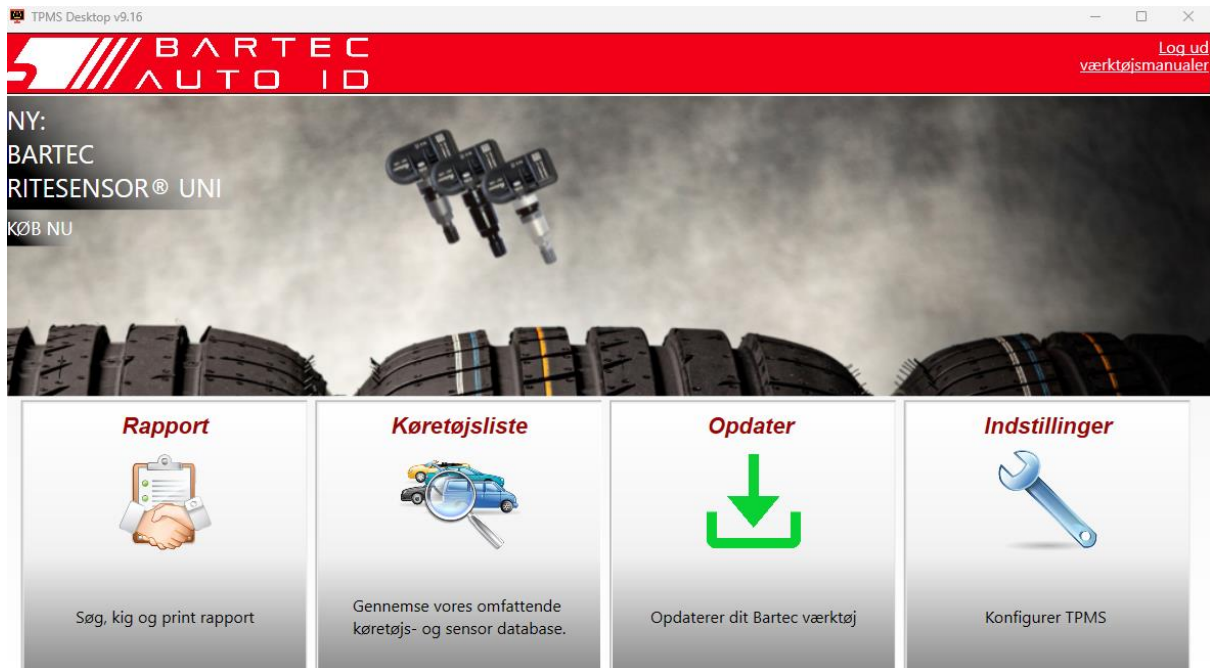 TPMS Desktop v9.16
BARTEC
AUTO ID
Log ud
værktøjsmanualer
NY:
BARTEC
RITESENSOR® UNI
KØB NU
Rapport
Søg, kig og print rapport
Køretøjsliste
Gennemse vores omfattende
køretøjs- og sensor database.
Opdater
Opdaterer dit Bartec værktøj
Indstillinger
Konfigurer TPMS